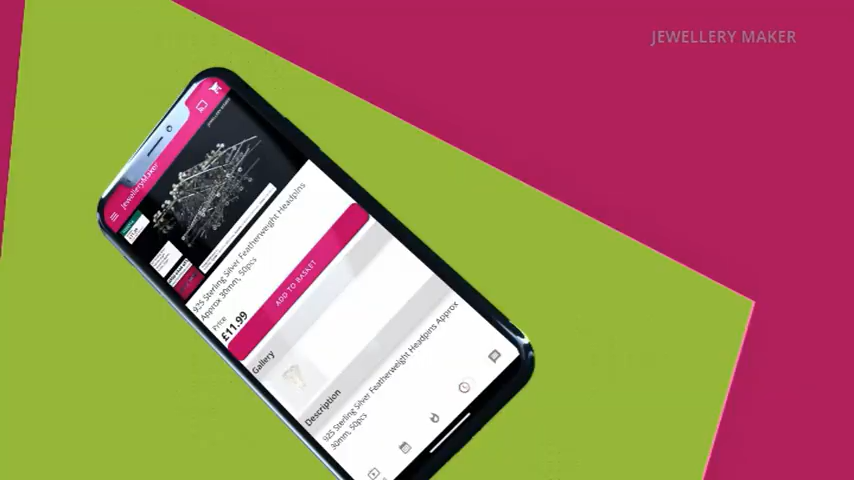 JEWELLERY MAKER
JewelleryMaker
925 Sterling Silver Featherweight Headpins
Approx 30mm, 50pcs
Price
£11.99
ADD TO BASKET
Gallery
Description
925 Sterling Silver Featherweight Headpins Approx
30mm, 50pcs